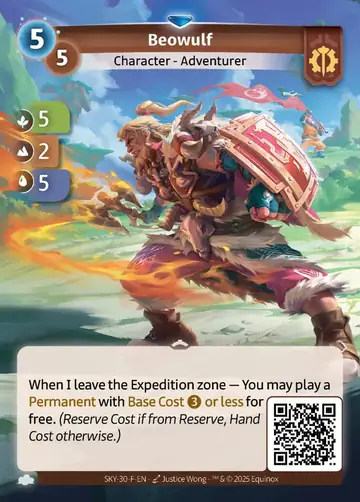 5
Beowulf
5
Character - Adventurer
5
2
5
When I leave the Expedition zone — You may play a
Permanent with Base Cost 3 or less for
free. (Reserve Cost if from Reserve, Hand
Cost otherwise.)
SKY-30-F-EN - Justice Wong - ™ & © 2025 Equinox